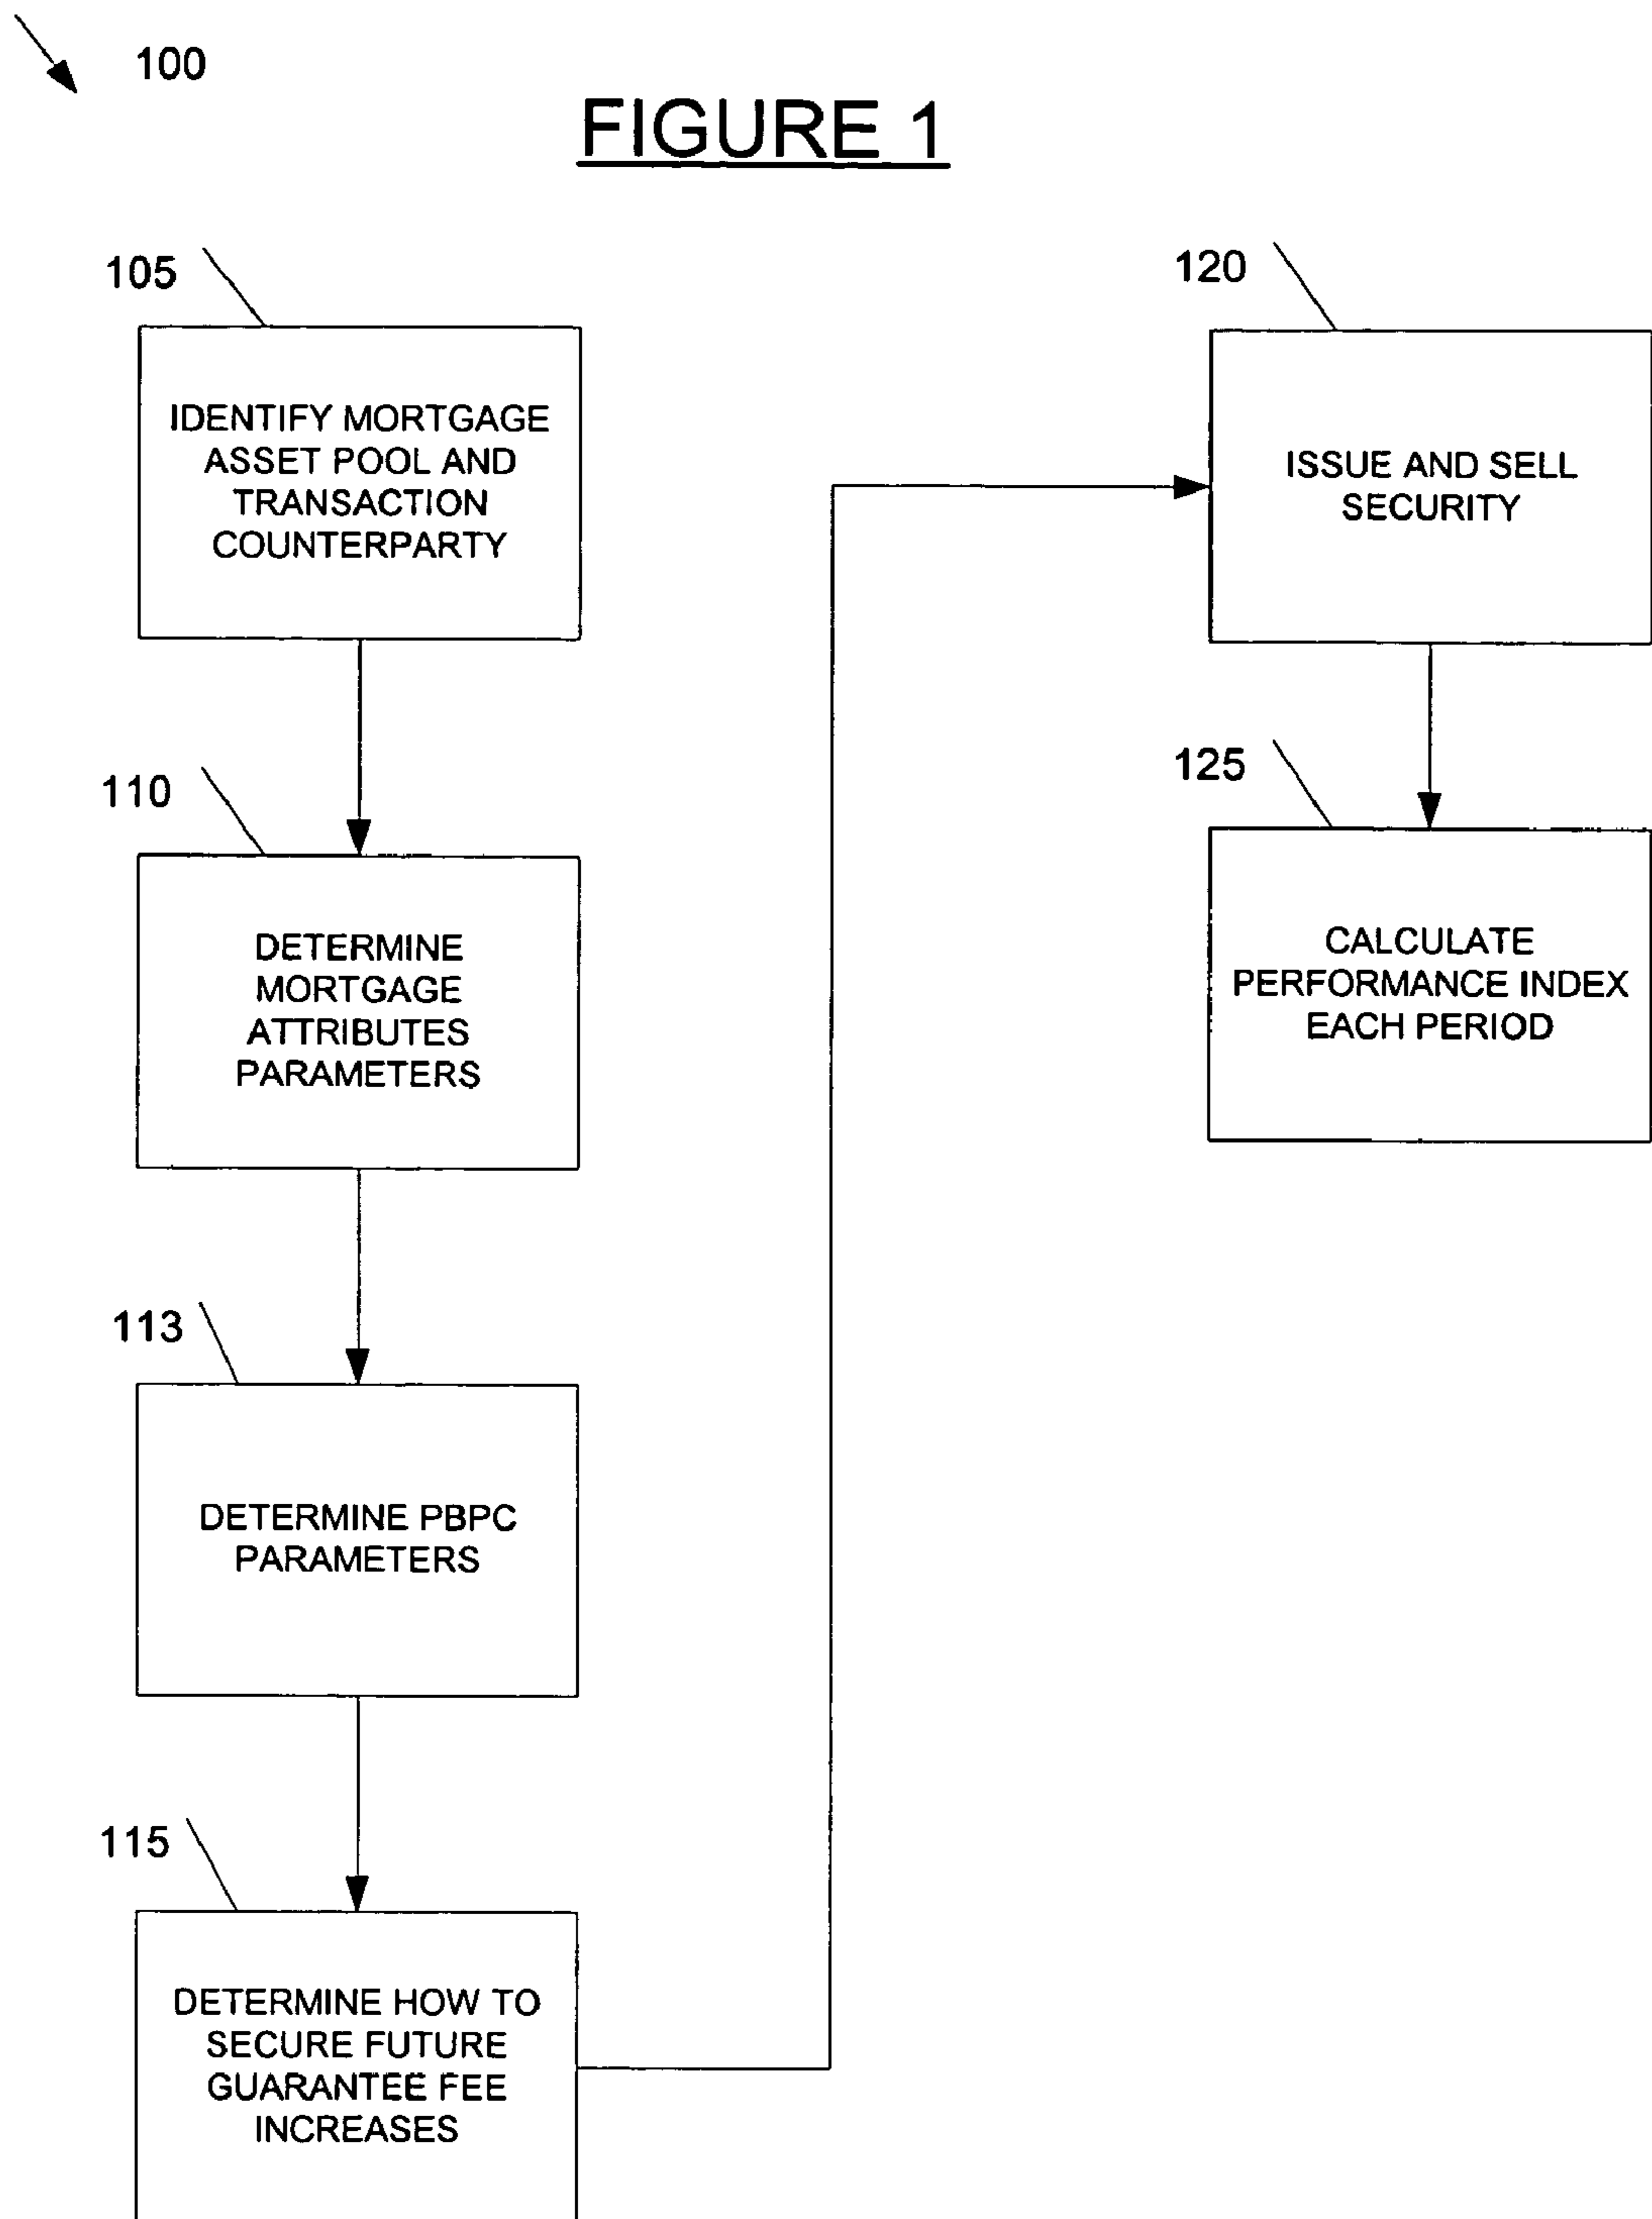 100
FIGURE 1
105
IDENTIFY MORTGAGE
ASSET POOL AND
TRANSACTION
COUNTERPARTY
110
DETERMINE
MORTGAGE
ATTRIBUTES
PARAMETERS
113
DETERMINE PBPC
PARAMETERS
115
DETERMINE HOW TO
SECURE FUTURE
GUARANTEE FEE
INCREASES
120
ISSUE AND SELL
SECURITY
125
CALCULATE
PERFORMANCE INDEX
EACH PERIOD